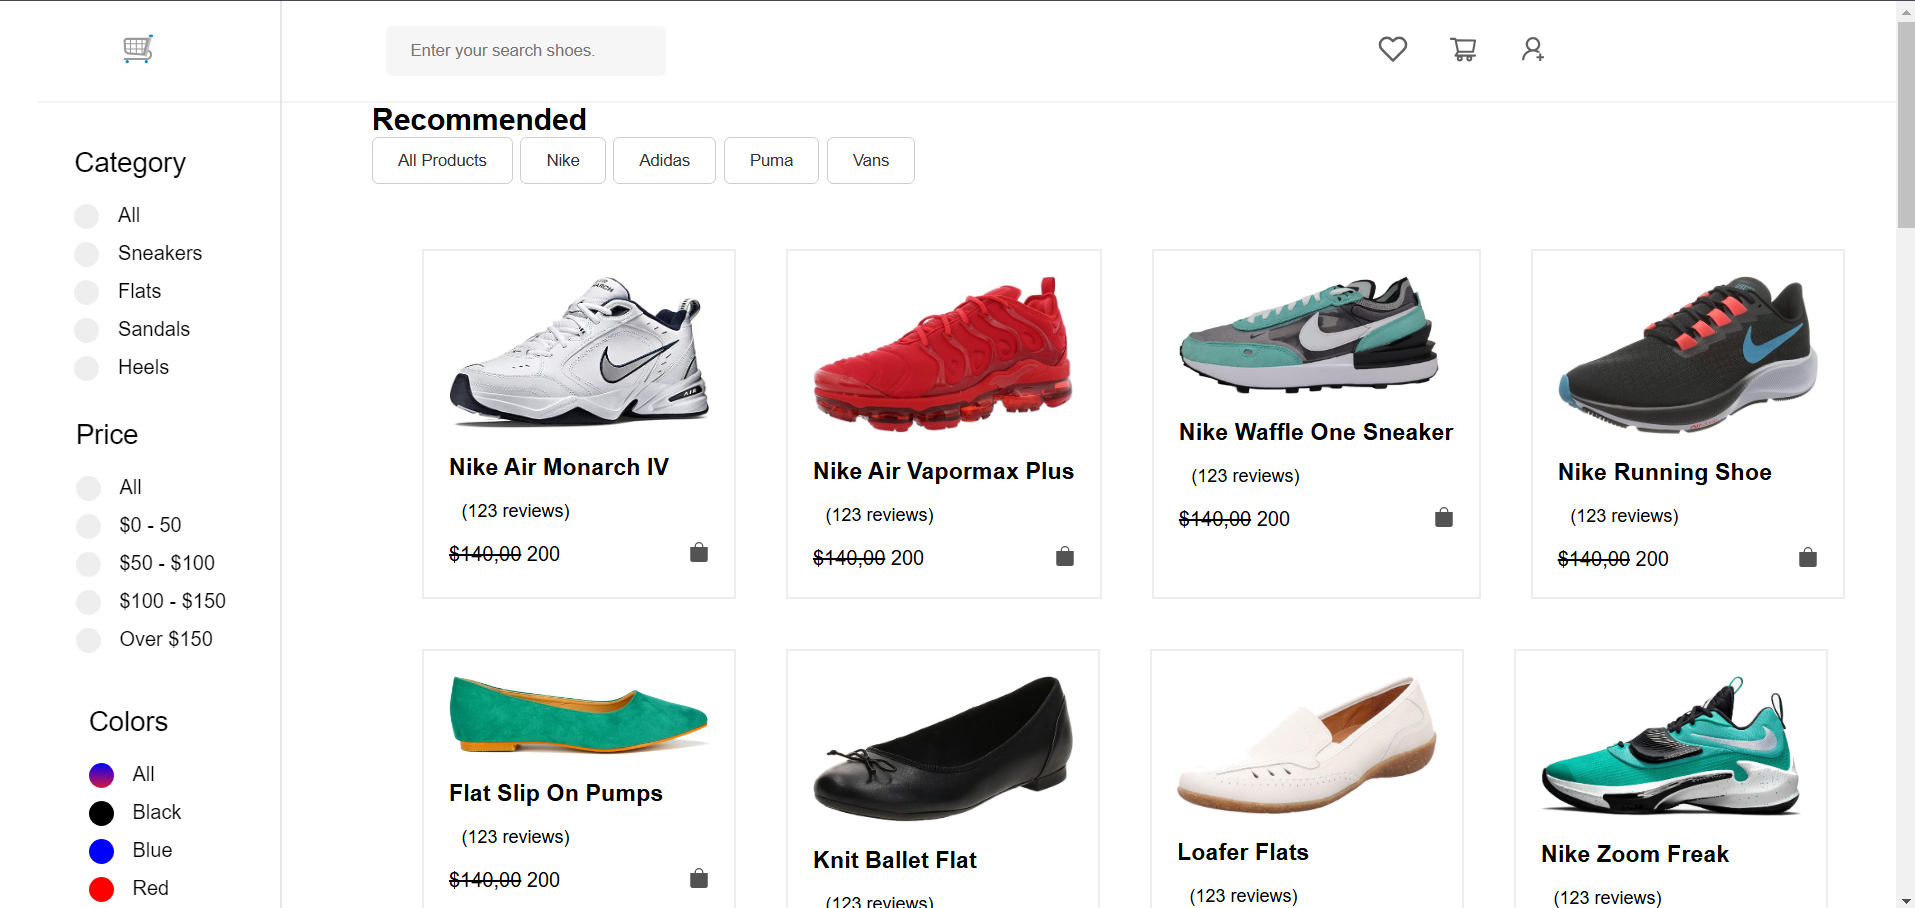 Enter your search shoes.
Recommended
All Products
Nike
Adidas
Puma
Vans
Category
All
Sneakers
Flats
Sandals
Heels
Price
All
$0 - 50
$50 - $100
$100 - $150
Over $150
Colors
All
Black
Blue
Red
Nike Air Monarch IV
(123 reviews)
$140,00 200
Nike Air Vapormax Plus
(123 reviews)
$140,00 200
Nike Waffle One Sneaker
(123 reviews)
$140,00 200
Nike Running Shoe
(123 reviews)
$140,00 200
Flat Slip On Pumps
(123 reviews)
$140,00 200
Knit Ballet Flat
(123 reviews)
Loafer Flats
(123 reviews)
Nike Zoom Freak
(123 reviews)